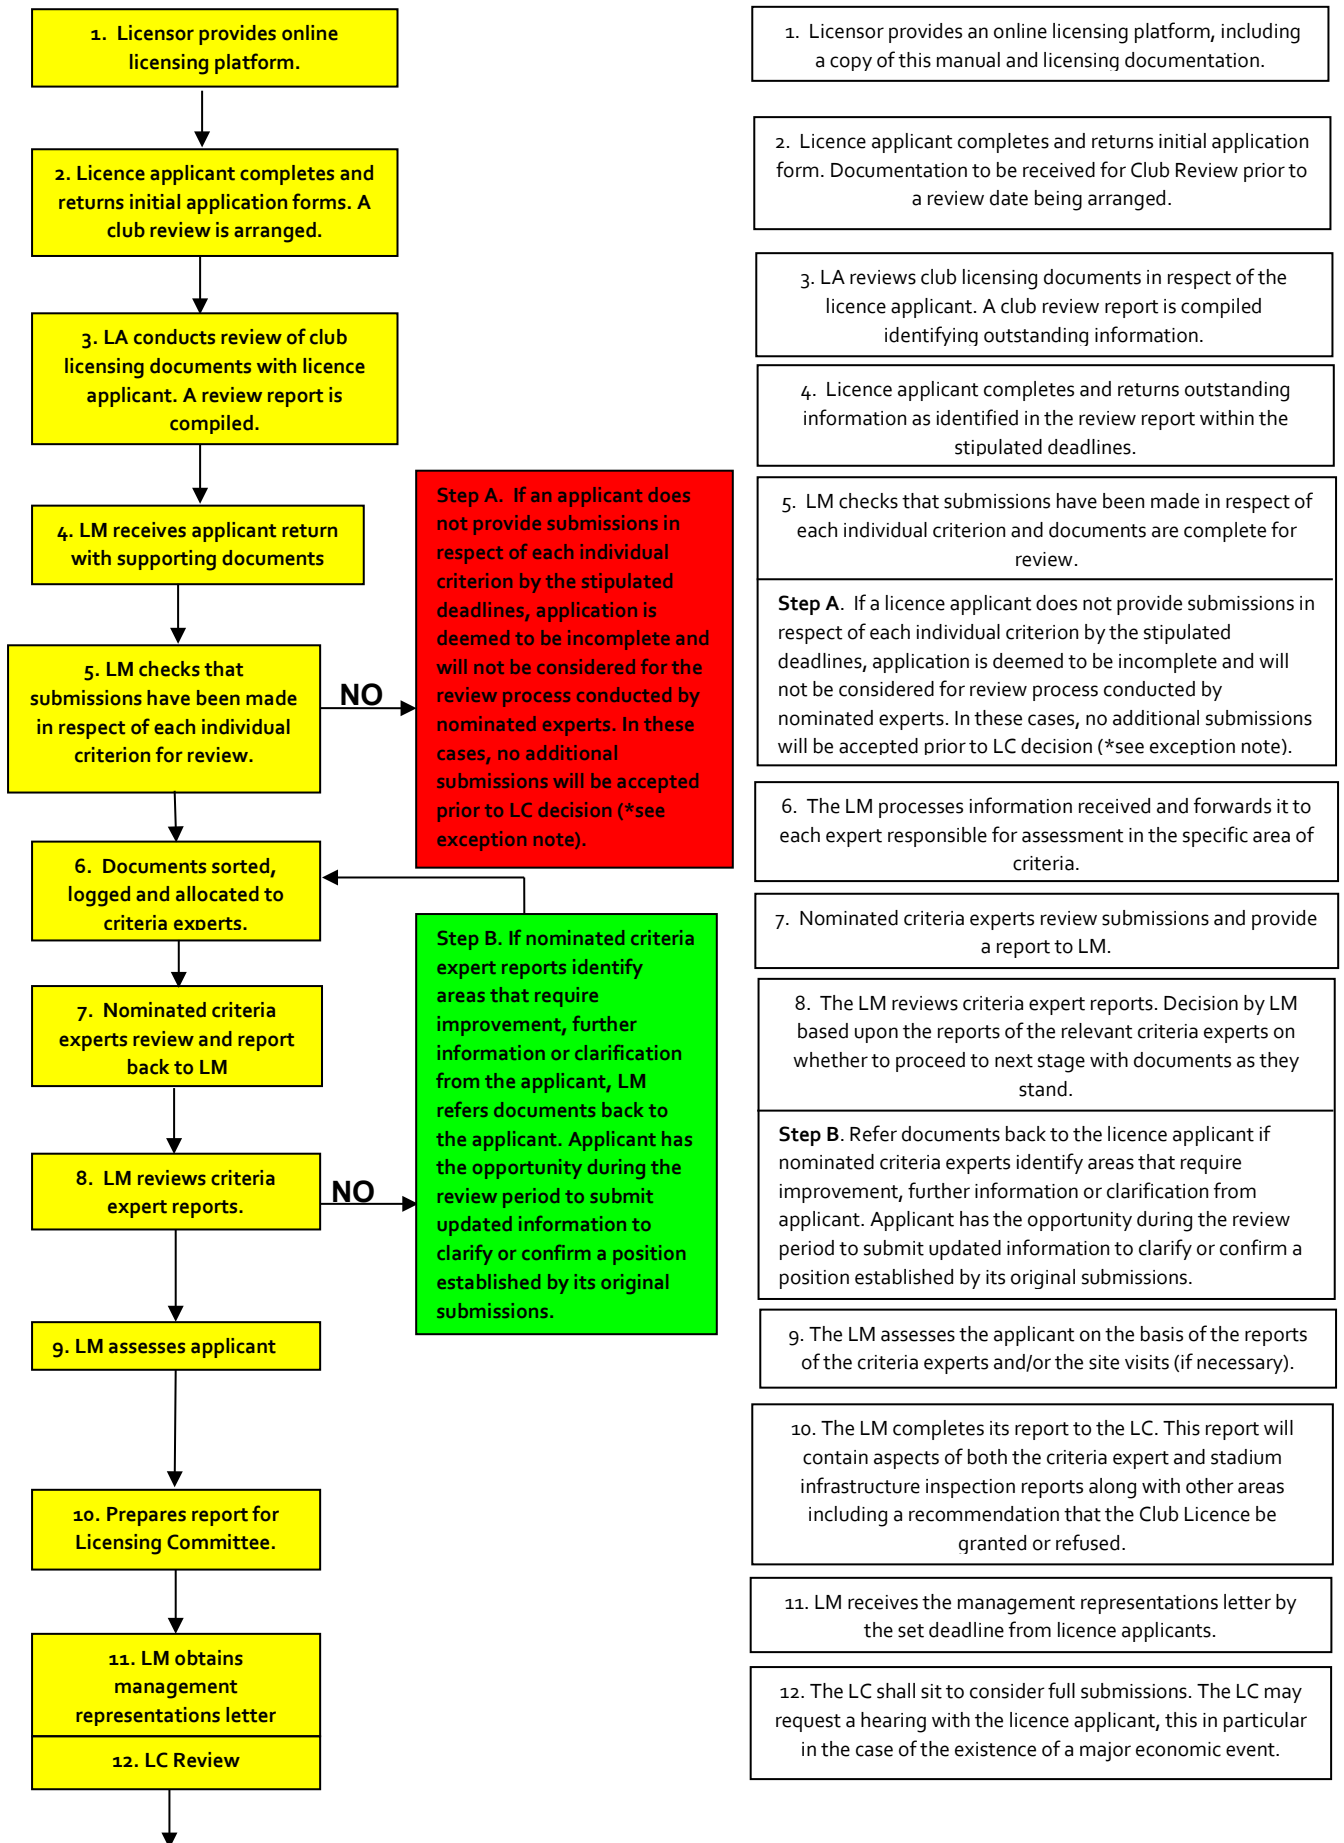 1. Licensor provides online
licensing platform.
2. Licence applicant completes and
returns initial application forms. A
club review is arranged.
3. LA conducts review of club
licensing documents with licence
applicant. A review report is
compiled.
4. LM receives applicant return
with supporting documents
5. LM checks that
submissions have been made
in respect of each individual
criterion for review.
NO
Step A. If an applicant does
not provide submissions in
respect of each individual
criterion by the stipulated
deadlines, application is
deemed to be incomplete and
will not be considered for the
review process conducted by
nominated experts. In these
cases, no additional
submissions will be accepted
prior to LC decision (*see
exception note).
6. Documents sorted,
logged and allocated to
criteria experts.
7. Nominated criteria
experts review and report
back to LM
8. LM reviews criteria
expert reports.
NO
Step B. If nominated criteria
expert reports identify
areas that require
improvement, further
information or clarification
from the applicant, LM
refers documents back to
the applicant. Applicant has
the opportunity during the
review period to submit
updated information to
clarify or confirm a position
established by its original
submissions.
9. LM assesses applicant
10. Prepares report for
Licensing Committee.
11. LM obtains
management
representations letter
12. LC Review
1. Licensor provides an online licensing platform, including
a copy of this manual and licensing documentation.
2. Licence applicant completes and returns initial application
form. Documentation to be received for Club Review prior to
a review date being arranged.
3. LA reviews club licensing documents in respect of the
licence applicant. A club review report is compiled
identifying outstanding information.
4. Licence applicant completes and returns outstanding
information as identified in the review report within the
stipulated deadlines.
5. LM checks that submissions have been made in respect of
each individual criterion and documents are complete for
review.
Step A. If a licence applicant does not provide submissions in
respect of each individual criterion by the stipulated
deadlines, application is deemed to be incomplete and will
not be considered for review process conducted by
nominated experts. In these cases, no additional submissions
will be accepted prior to LC decision (*see exception note).
6. The LM processes information received and forwards it to
each expert responsible for assessment in the specific area of
criteria.
7. Nominated criteria experts review submissions and provide
a report to LM.
8. The LM reviews criteria expert reports. Decision by LM
based upon the reports of the relevant criteria experts on
whether to proceed to next stage with documents as they
stand.
Step B. Refer documents back to the licence applicant if
nominated criteria experts identify areas that require
improvement, further information or clarification from
applicant. Applicant has the opportunity during the review
period to submit updated information to clarify or confirm a
position established by its original submissions.
9. The LM assesses the applicant on the basis of the reports
of the criteria experts and/or the site visits (if necessary).
10. The LM completes its report to the LC. This report will
contain aspects of both the criteria expert and stadium
infrastructure inspection reports along with other areas
including a recommendation that the Club Licence be
granted or refused.
11. LM receives the management representations letter by
the set deadline from licence applicants.
12. The LC shall sit to consider full submissions. The LC may
request a hearing with the licence applicant, this in particular
in the case of the existence of a major economic event.